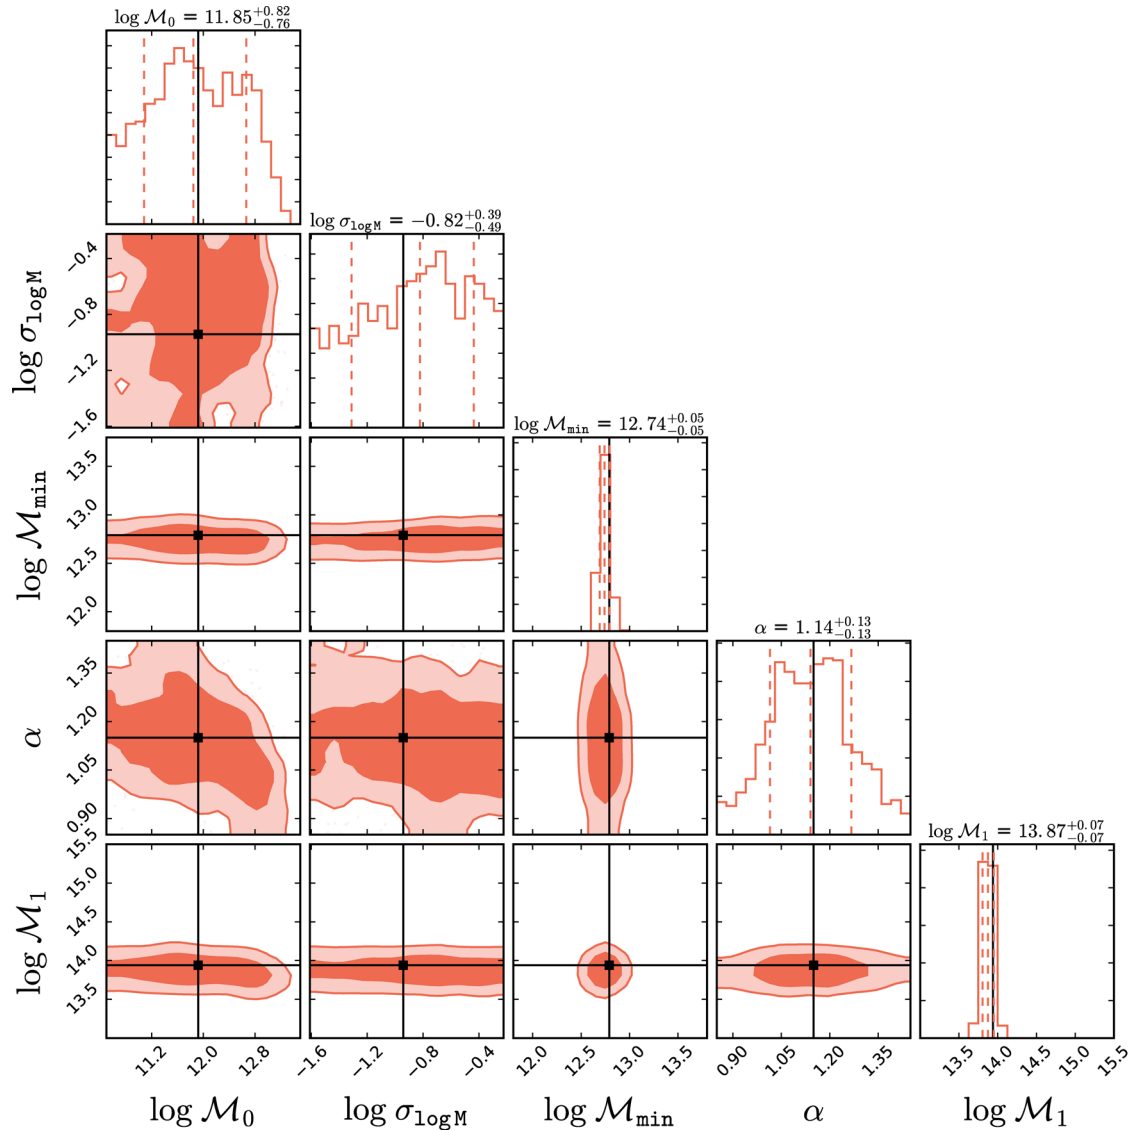 log ℳ₀ = 11.85⁺⁰·⁸²₋₀.₇₆
log σ_logM = −0.82⁺⁰·³⁹₋₀.₄₉
−0.4
−0.8
−1.2
−1.6
log σ_logM
log ℳ_min = 12.74⁺⁰·⁰⁵₋₀.₀₅
13.5
13.0
12.5
12.0
log ℳ_min
α = 1.14⁺⁰·¹³₋₀.₁₃
1.35
1.20
1.05
0.90
α
log ℳ₁ = 13.87⁺⁰·⁰⁷₋₀.₀₇
15.5
15.0
14.5
14.0
13.5
log ℳ₁
11.2 12.0 12.8
−1.6 −1.2 −0.8 −0.4
12.0 12.5 13.0 13.5
0.90 1.05 1.20 1.35
13.5 14.0 14.5 15.0 15.5
log ℳ₀ log σ_logM log ℳ_min α log ℳ₁